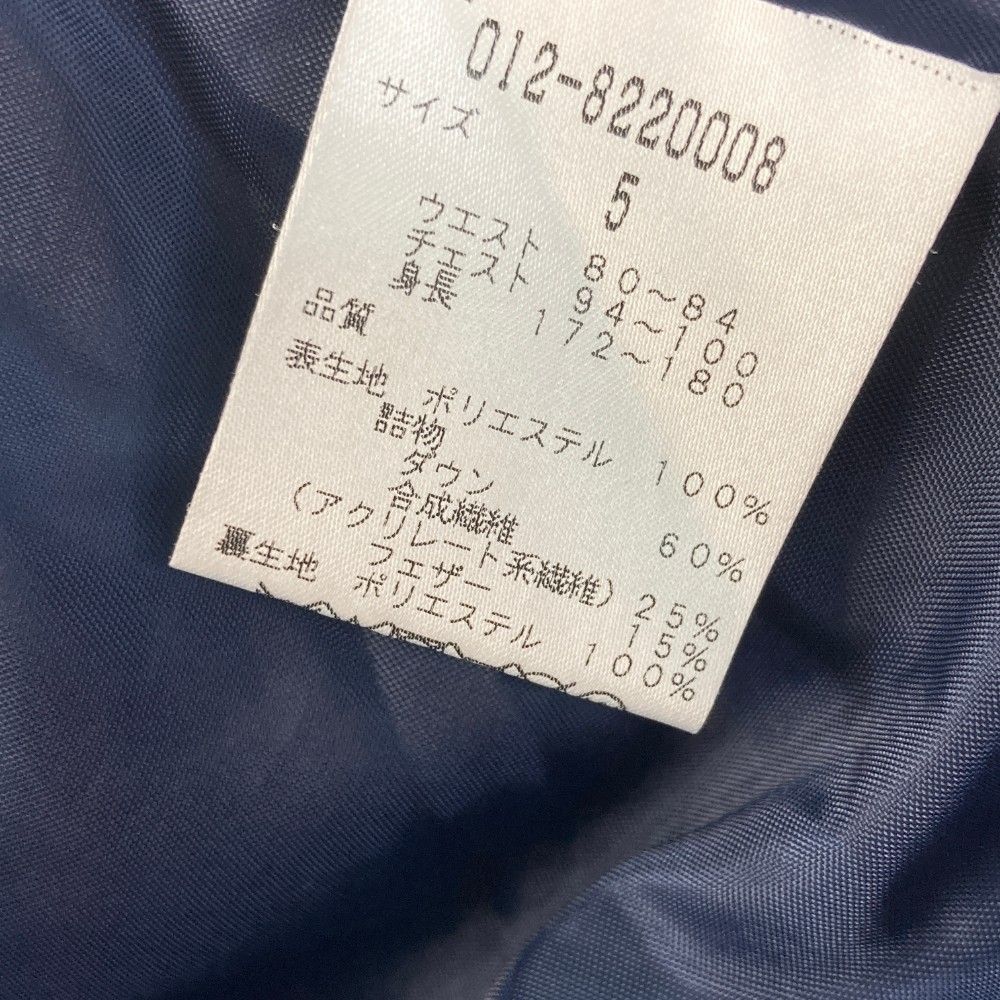 012-8220008
サイズ
5
ウエスト 80～84
チェスト 94～100
身長 172～180
品質
表生地 ポリエステル 100%
詰物
ダウン 60%
合成繊維
(アクリレート系繊維) 25%
フェザー 15%
裏生地 ポリエステル 100%